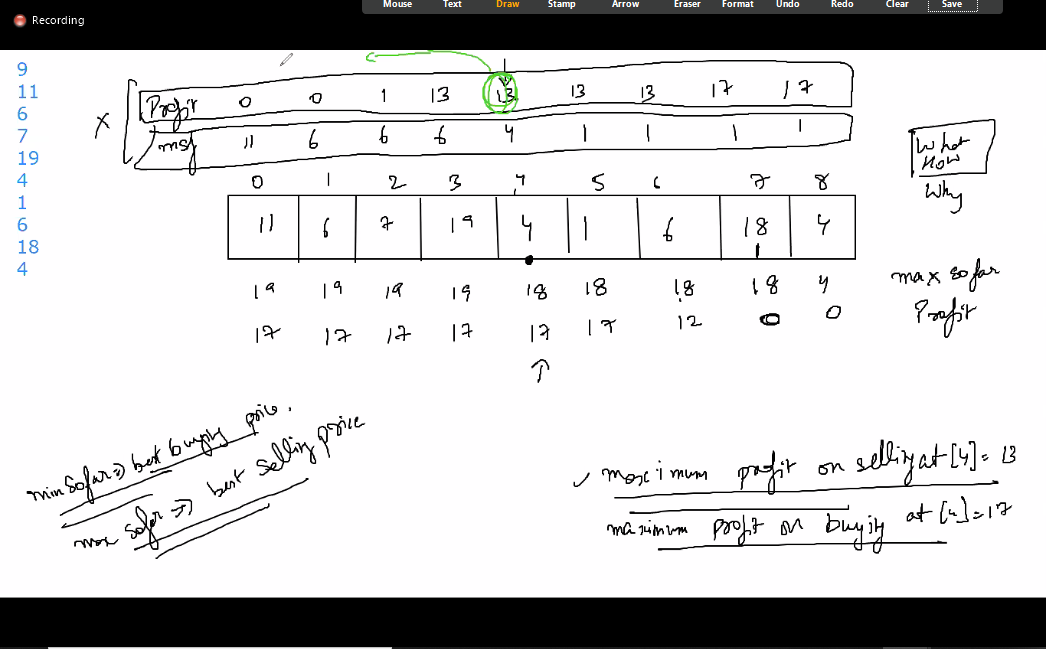 Mouse Text Draw Stamp Arrow Eraser Format Undo Redo Clear Save
Recording
9
11
6
7
19
4
1
6
18
4
X
Profit 0 0 1 13 13 13 13 17 17
msf 11 6 6 6 4 1 1 1 1
0 1 2 3 4 5 6 7 8
11 6 7 19 4 1 6 18 4
19 19 19 19 18 18 18 18 4 max so far
17 17 17 17 17 17 12 0 0 Profit
What
How
Why
min sofar => best buying price.
max sofar => best selling price
✓ maximum profit on selling at [4] = 13
maximum profit on buying at [4] = 17